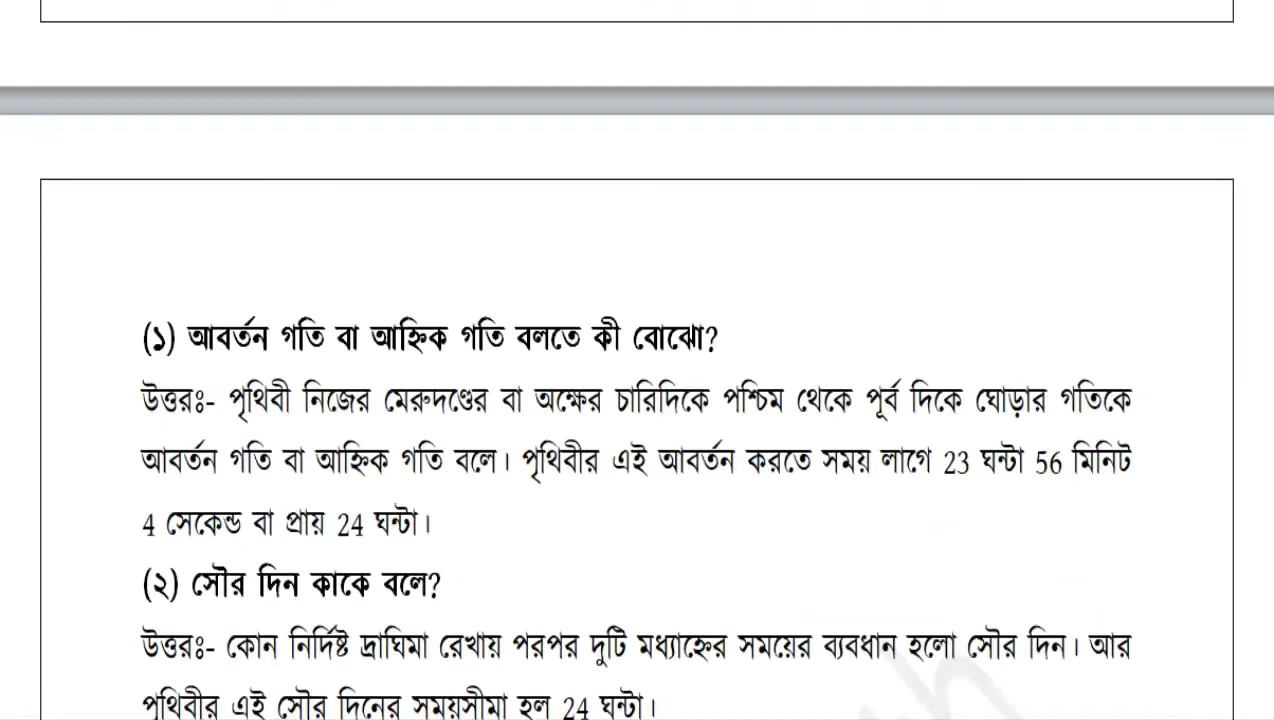 (১) আবর্তন গতি বা আহ্নিক গতি বলতে কী বোঝো?
উত্তরঃ- পৃথিবী নিজের মেরুদণ্ডের বা অক্ষের চারিদিকে পশ্চিম থেকে পূর্ব দিকে ঘোড়ার গতিকে
আবর্তন গতি বা আহ্নিক গতি বলে। পৃথিবীর এই আবর্তন করতে সময় লাগে 23 ঘন্টা 56 মিনিট
4 সেকেন্ড বা প্রায় 24 ঘন্টা।
(২) সৌর দিন কাকে বলে?
উত্তরঃ- কোন নির্দিষ্ট দ্রাঘিমা রেখায় পরপর দুটি মধ্যাহ্নের সময়ের ব্যবধান হলো সৌর দিন। আর
পৃথিবীর এই সৌর দিনের সময়সীমা হল 24 ঘন্টা।